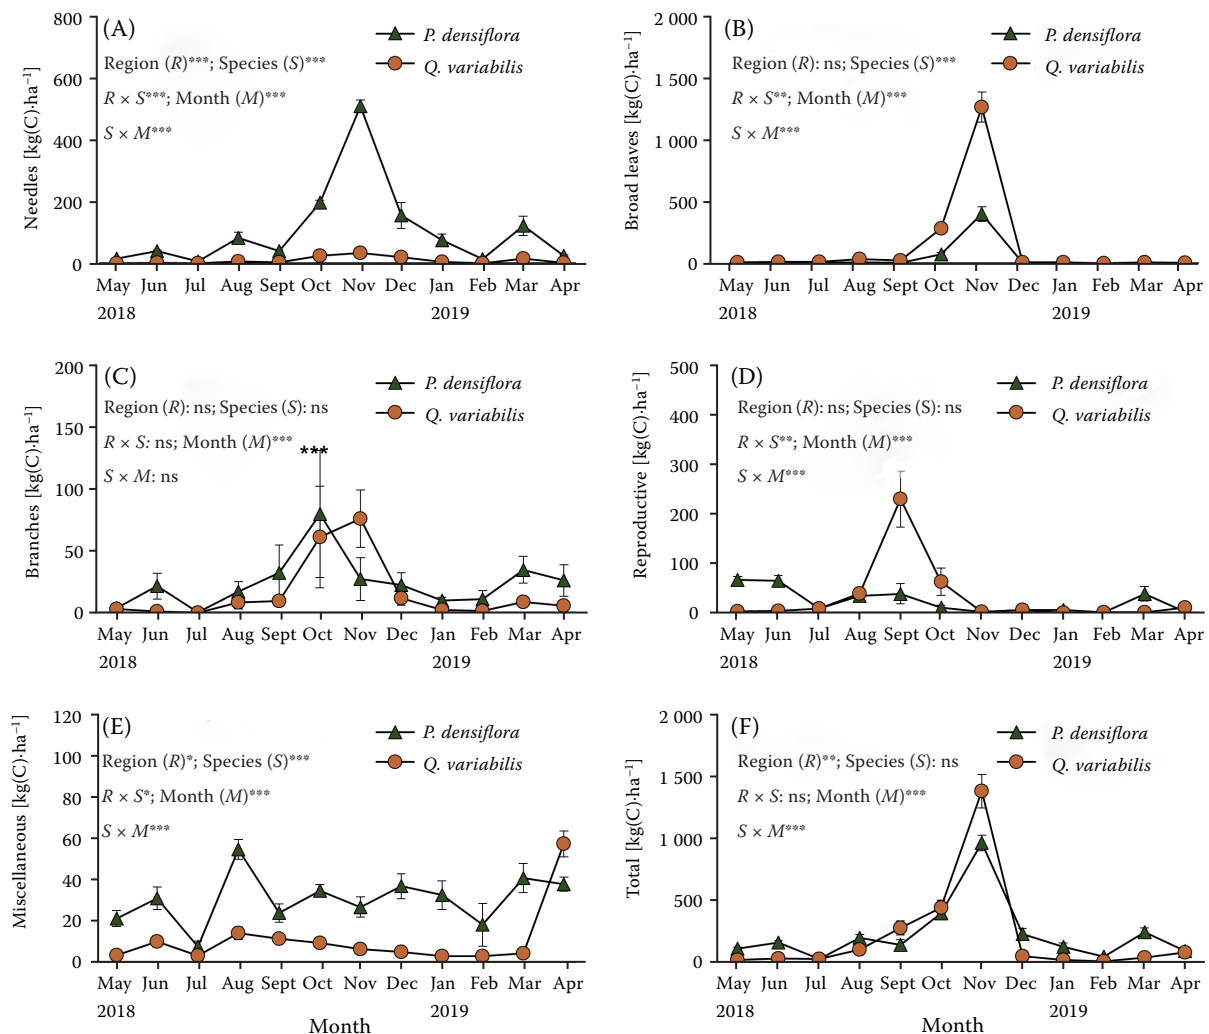 (A)
Needles [kg(C)·ha⁻¹]
800
600
400
200
0
P. densiflora
Q. variabilis
Region (R)***; Species (S)***
R × S***; Month (M)***
S × M***
May Jun Jul Aug Sept Oct Nov Dec Jan Feb Mar Apr
2018 2019
(B)
Broad leaves [kg(C)·ha⁻¹]
2 000
1 500
1 000
500
0
P. densiflora
Q. variabilis
Region (R): ns; Species (S)***
R × S**; Month (M)***
S × M***
May Jun Jul Aug Sept Oct Nov Dec Jan Feb Mar Apr
2018 2019
(C)
Branches [kg(C)·ha⁻¹]
200
150
100
50
0
P. densiflora
Q. variabilis
Region (R): ns; Species (S): ns
R × S: ns; Month (M)***
S × M: ns
***
May Jun Jul Aug Sept Oct Nov Dec Jan Feb Mar Apr
2018 2019
(D)
Reproductive [kg(C)·ha⁻¹]
500
400
300
200
100
0
P. densiflora
Q. variabilis
Region (R): ns; Species (S): ns
R × S**; Month (M)***
S × M***
May Jun Jul Aug Sept Oct Nov Dec Jan Feb Mar Apr
2018 2019
(E)
Miscellaneous [kg(C)·ha⁻¹]
120
100
80
60
40
20
0
P. densiflora
Q. variabilis
Region (R)*; Species (S)***
R × S*; Month (M)***
S × M***
May Jun Jul Aug Sept Oct Nov Dec Jan Feb Mar Apr
2018 2019
Month
(F)
Total [kg(C)·ha⁻¹]
2 000
1 500
1 000
500
0
P. densiflora
Q. variabilis
Region (R)**; Species (S): ns
R × S: ns; Month (M)***
S × M***
May Jun Jul Aug Sept Oct Nov Dec Jan Feb Mar Apr
2018 2019
Month